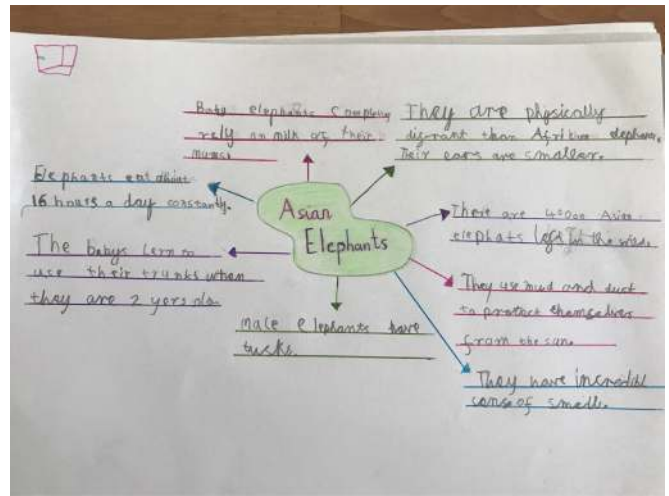 Baby elephants compleley
rely on milk of their
mums.
They are physically
diffrant than African elephans.
Their ears are smaller.
Elephants eat about
16 hours a day constantly.
Asian
Elephants
There are 40000 Asian
elephats left in the wild.
The babys lern to
use their trunks when
they are 2 yers old.
They use mud and dust
to protect themselves
from the sun.
male elephants have
tusks.
They have incredibl
sense of smell.